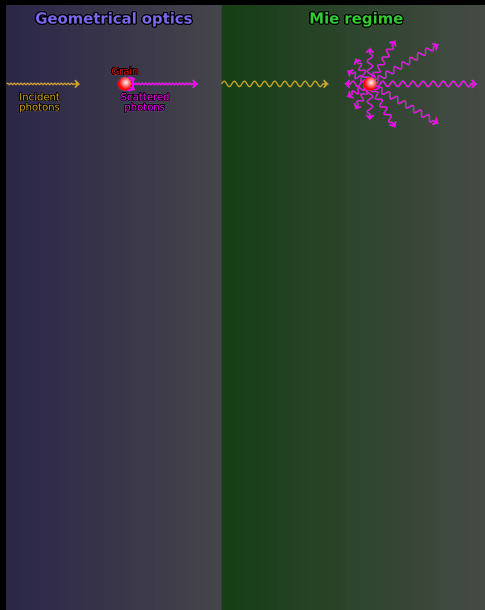 Geometrical optics
Mie regime
Grain
Incident
photons
Scattered
photons